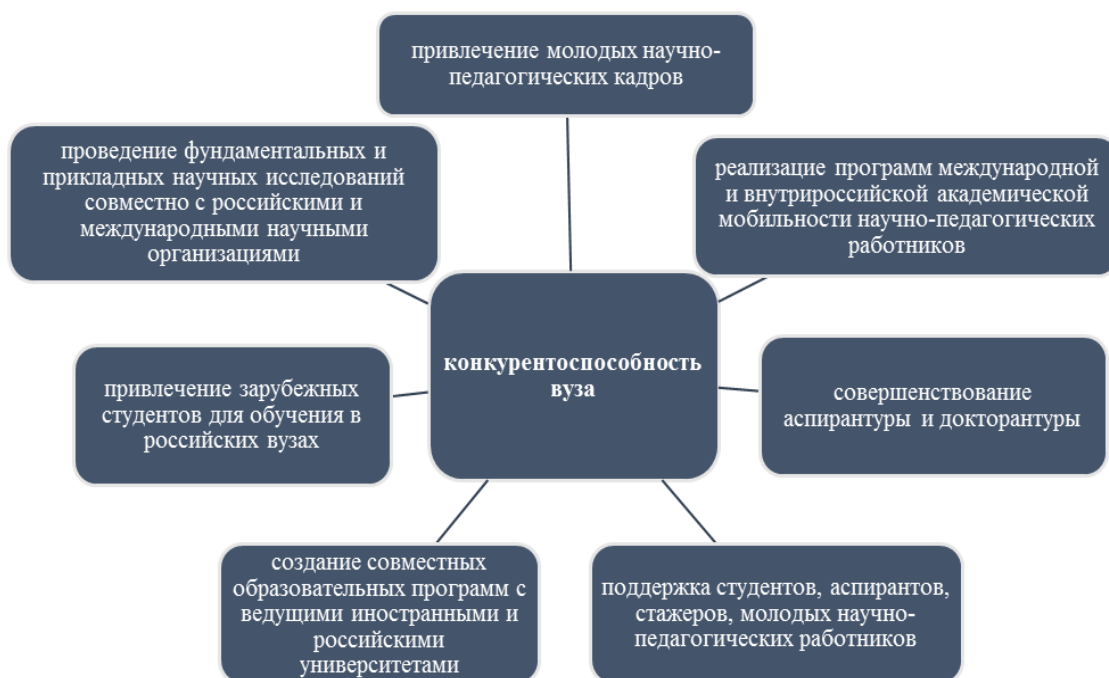 привлечение молодых научно-
педагогических кадров
проведение фундаментальных и
прикладных научных исследований
совместно с российскими и
международными научными
организациями
реализацие программ международной
и внутрироссийской академической
мобильности научно-педагогических
работников
конкурентоспособность
вуза
привлечение зарубежных
студентов для обучения в
российских вузах
совершенствование
аспирантуры и докторантуры
создание совместных
образовательных программ с
ведущими иностранными и
российскими
университетами
поддержка студентов, аспирантов,
стажеров, молодых научно-
педагогических работников